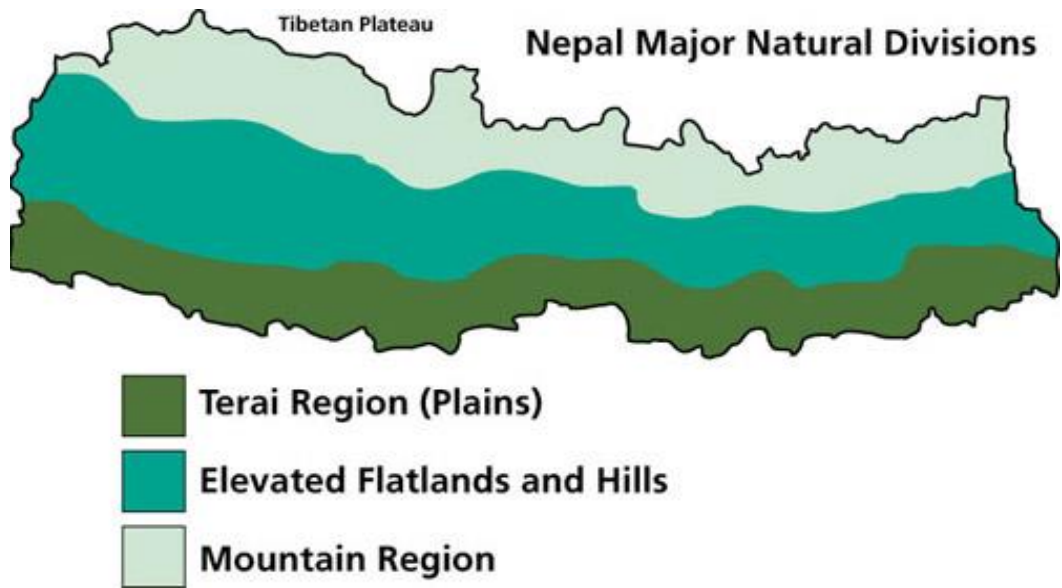 Tibetan Plateau
Nepal Major Natural Divisions
Terai Region (Plains)
Elevated Flatlands and Hills
Mountain Region